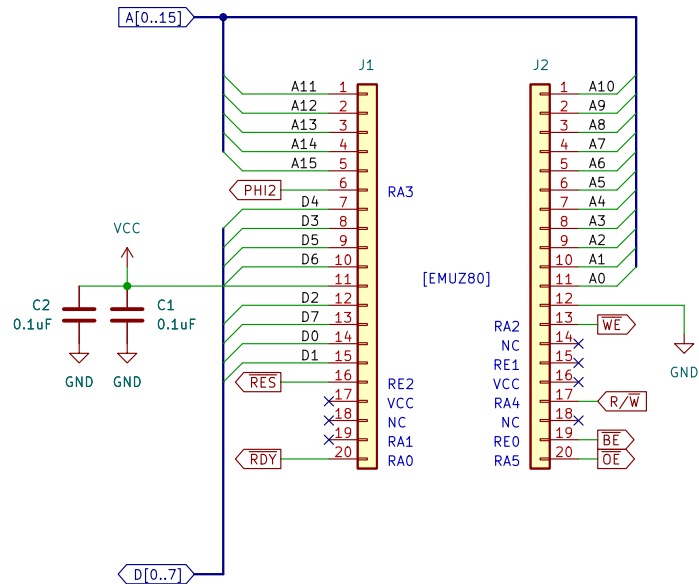 A[0..15]
J1
J2
A11 1
A12 2
A13 3
A14 4
A15 5
PHI2 6 RA3
D4 7
D3 8
D5 9
D6 10
11
D2 12
D7 13
D0 14
D1 15
RES 16 RE2
17 VCC
18 NC
19 RA1
RDY 20 RA0
VCC
C2
0.1uF
C1
0.1uF
GND
GND
[EMUZ80]
1 A10
2 A9
3 A8
4 A7
5 A6
6 A5
7 A4
8 A3
9 A2
10 A1
11 A0
12
RA2 13 WE
NC 14
RE1 15
VCC 16
RA4 17 R/W
NC 18
RE0 19 BE
RA5 20 OE
GND
D[0..7]